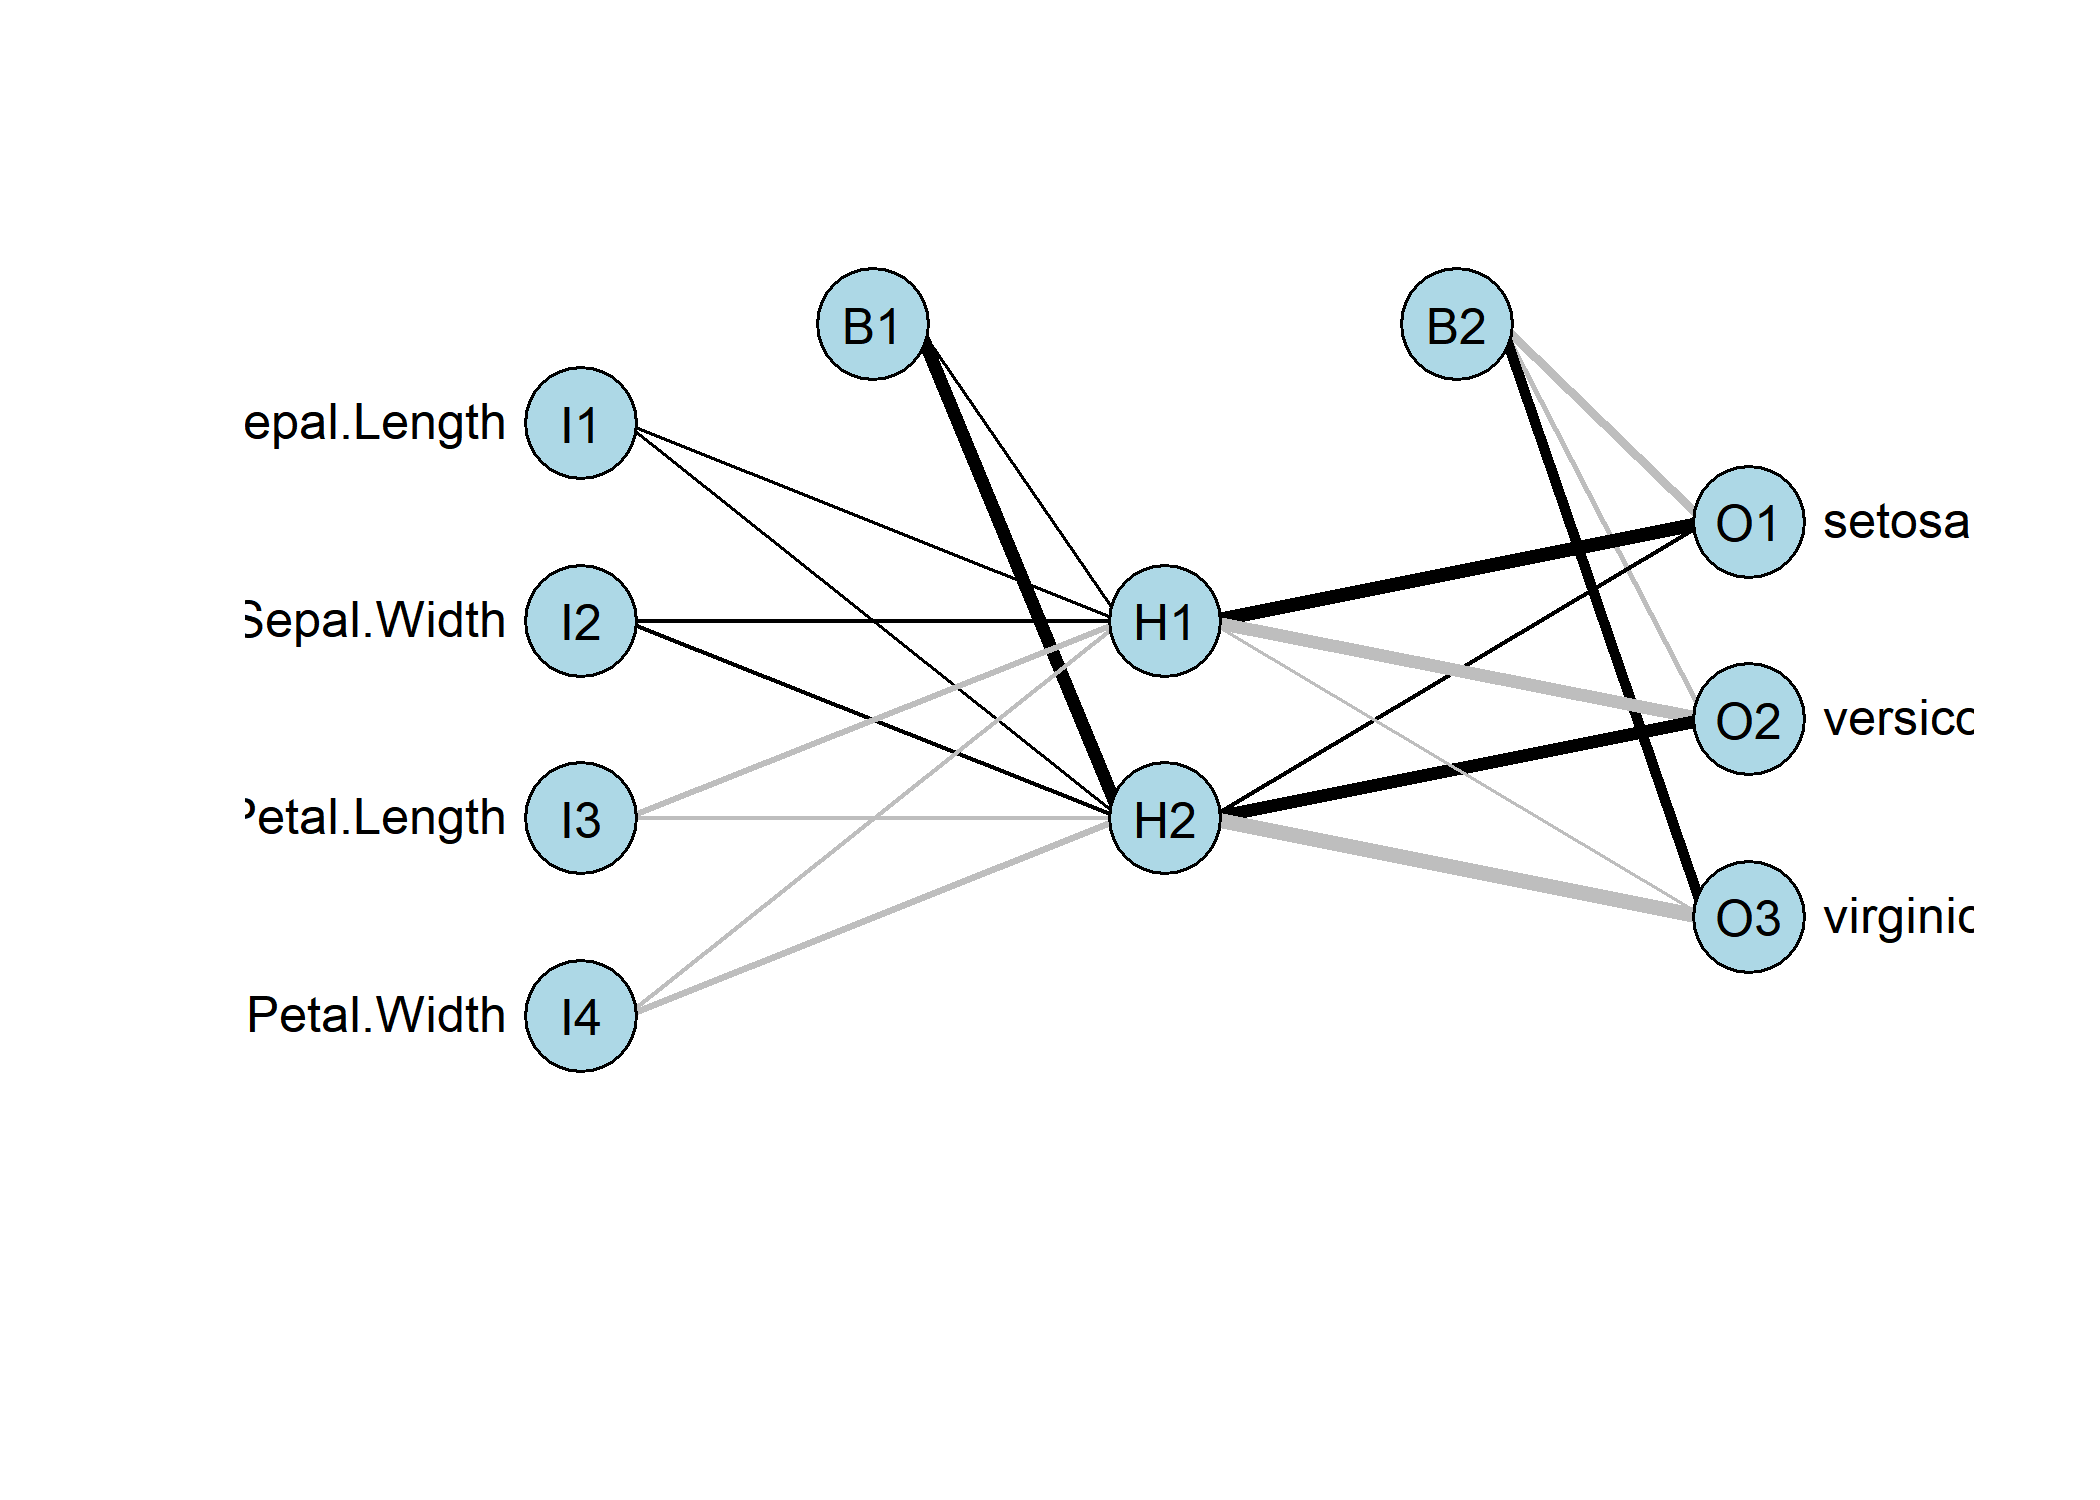 B1
B2
epal.Length I1
Sepal.Width I2
Petal.Length I3
Petal.Width I4
H1
H2
O1 setosa
O2 versicc
O3 virginic